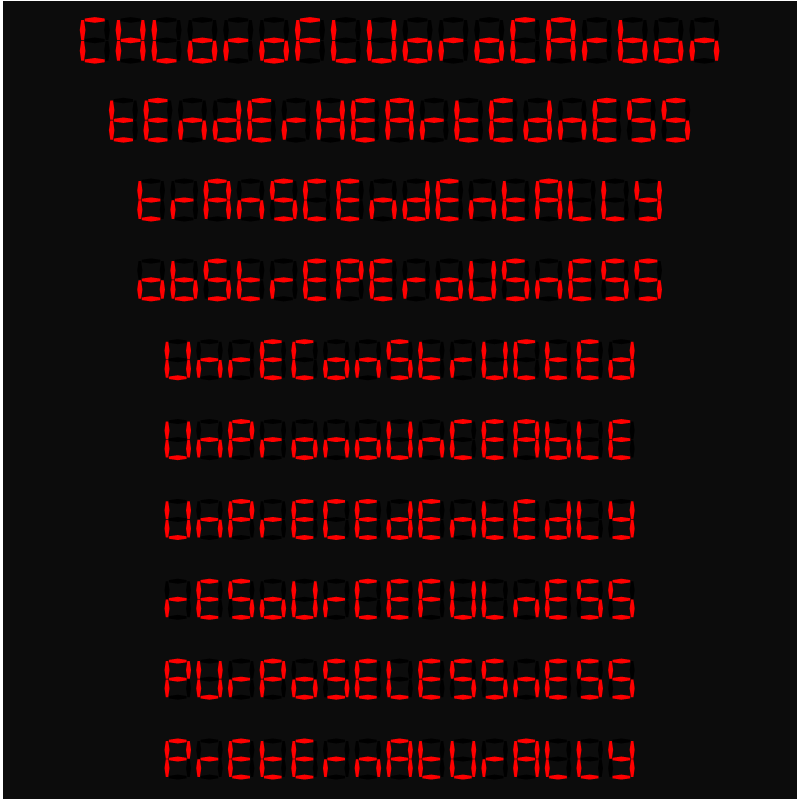 CHLoroFLUoroCArbon
tEndErHEArtEdnESS
trAnSCEndEntALLy
obStrEPEroUSnESS
UnrEConStrUCtEd
UnPronoUnCEAbLE
UnPrECEdEntEdLy
rESoUrCEFULnESS
PUrPoSELESSnESS
PrEtErnAtUrALLy